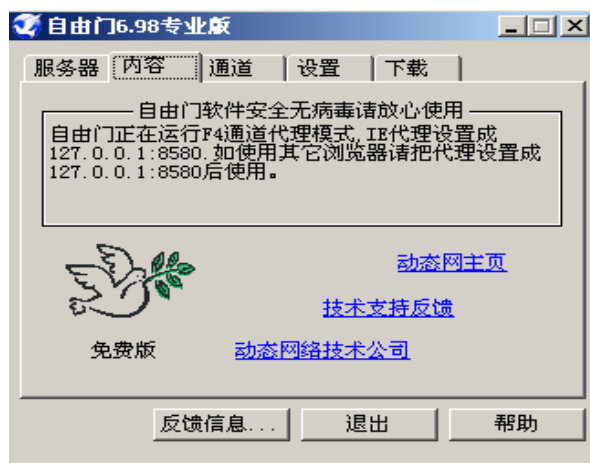 自由门6.98专业版
服务器 内容 通道 设置 下载
自由门软件安全无病毒请放心使用
自由门正在运行F4通道代理模式,IE代理设置成
127.0.0.1:8580.如使用其它浏览器请把代理设置成
127.0.0.1:8580后使用。
动态网主页
技术支持反馈
免费版 动态网络技术公司
反馈信息... 退出 帮助